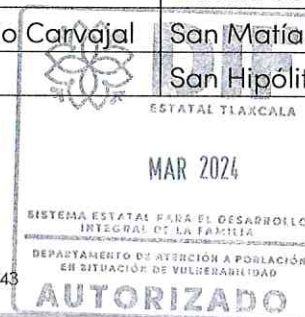 o Carvajal San Matía
San Hipólit
DIF
ESTATAL TLAXCALA
MAR 2024
SISTEMA ESTATAL PARA EL DESARROLLO
INTEGRAL DE LA FAMILIA
DEPARTAMENTO DE ATENCIÓN A POBLACIÓN
EN SITUACIÓN DE VULNERABILIDAD
43
AUTORIZADO